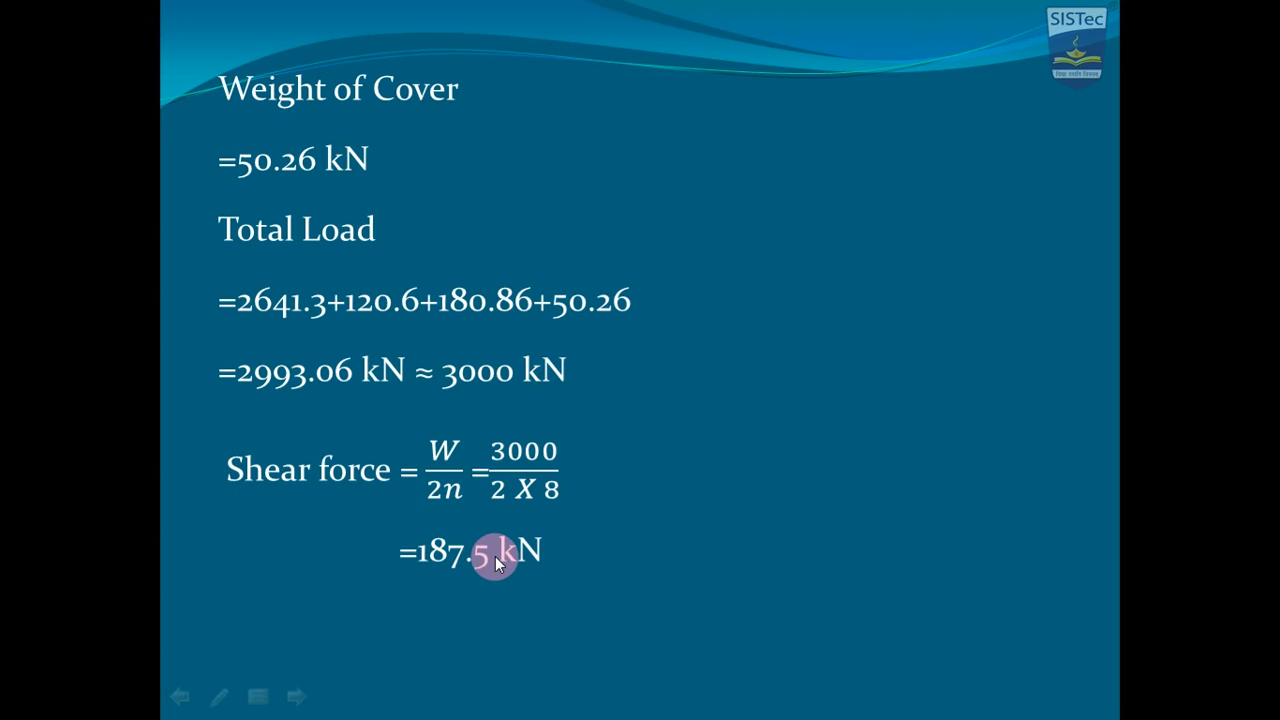 SISTec
Weight of Cover
=50.26 kN
Total Load
=2641.3+120.6+180.86+50.26
=2993.06 kN ≈ 3000 kN
Shear force = W/2n =3000/2 X 8
=187.5 kN